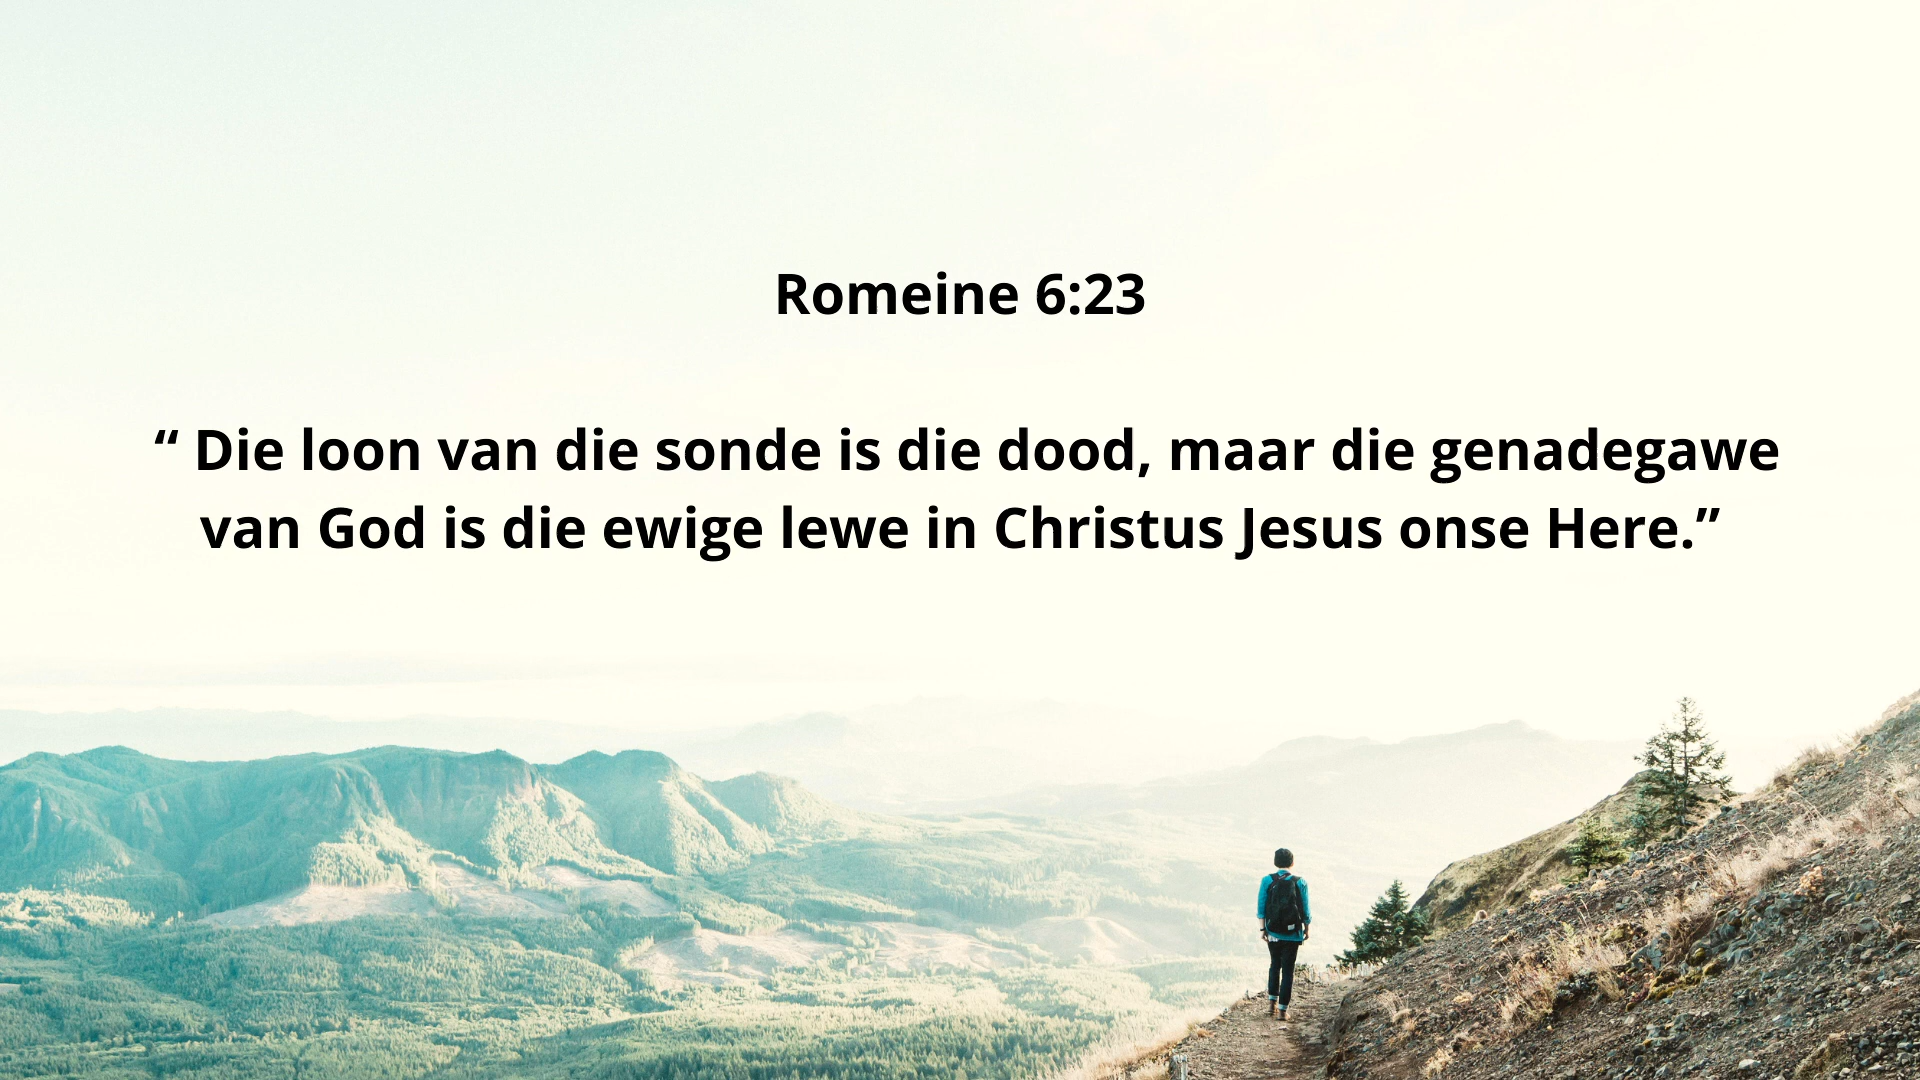 Romeine 6:23
“ Die loon van die sonde is die dood, maar die genadegawe
van God is die ewige lewe in Christus Jesus onse Here.”